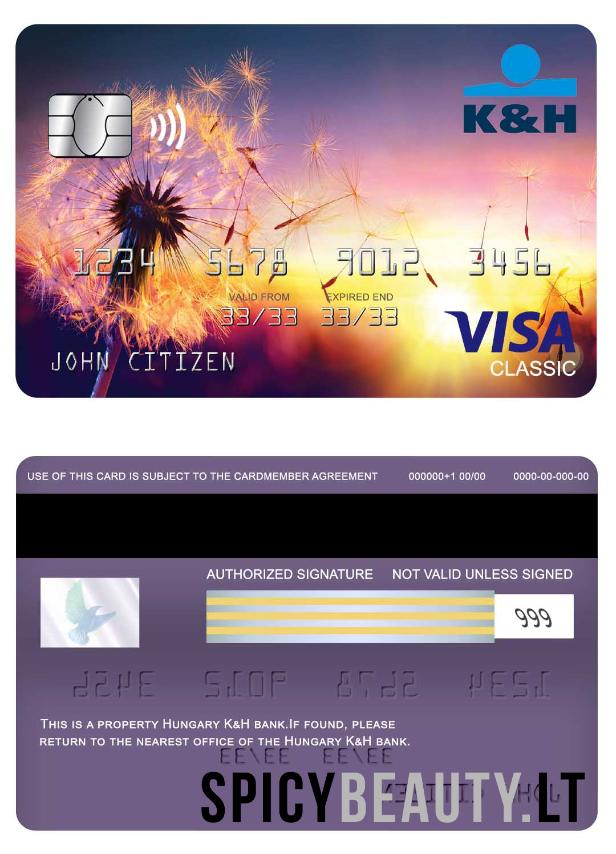 K&H
1234 5678 9012 3456
VALID FROM EXPIRED END
33/33 33/33
VISA
JOHN CITIZEN
CLASSIC
USE OF THIS CARD IS SUBJECT TO THE CARDMEMBER AGREEMENT 000000+1 00/00 0000-00-000-00
AUTHORIZED SIGNATURE NOT VALID UNLESS SIGNED
999
THIS IS A PROPERTY HUNGARY K&H BANK.IF FOUND, PLEASE
RETURN TO THE NEAREST OFFICE OF THE HUNGARY K&H BANK.
SPICYBEAUTY.LT